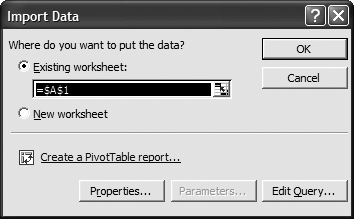 Import Data
?
Where do you want to put the data?
Existing worksheet:
=$A$1
New worksheet
Create a PivotTable report...
OK
Cancel
Properties...
Parameters...
Edit Query...